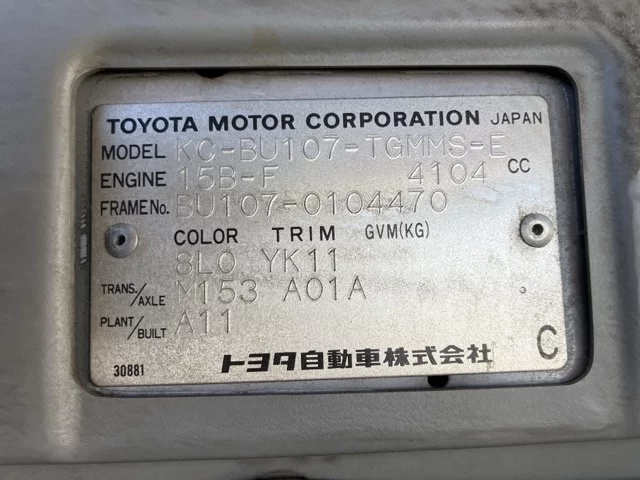 TOYOTA MOTOR CORPORATION JAPAN
MODEL KC-BU107-TGMMS-E
ENGINE 15B-F 4104 CC
FRAME No. BU107-0104470
COLOR TRIM GVM(KG)
8L0 YK11
TRANS./AXLE M153 A01A
PLANT/BUILT A11
30881 トヨタ自動車株式会社 C